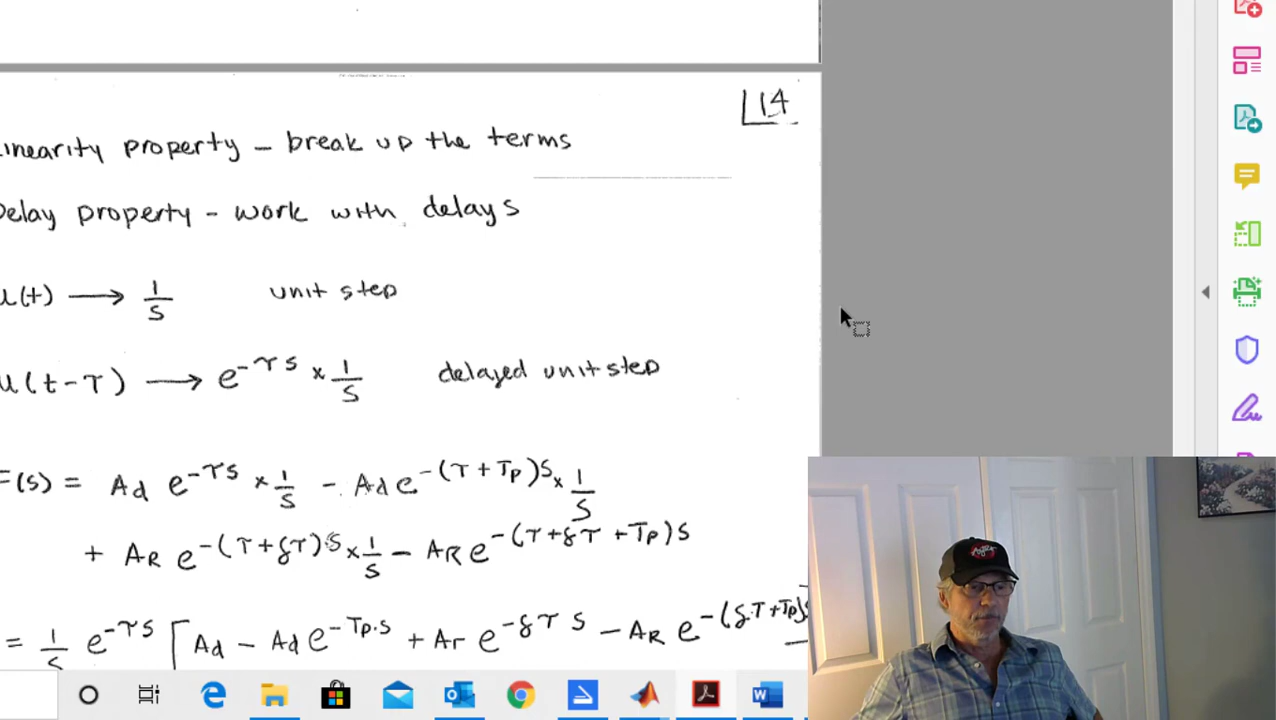 L14
inearity property – break up the terms
Delay property - work with delays
u(t) ⟶ 1/s unit step
u(t-τ) ⟶ e^-τs × 1/s delayed unit step
F(s) = Ad e^-τs × 1/s - Ad e^-(τ+Tp)s × 1/s
+ AR e^-(τ+δτ)s × 1/s - AR e^-(τ+δτ+Tp)s
= 1/s e^-τs [Ad - Ad e^-Tp·s + Ar e^-δτs - AR e^-(δ·τ+Tp)s